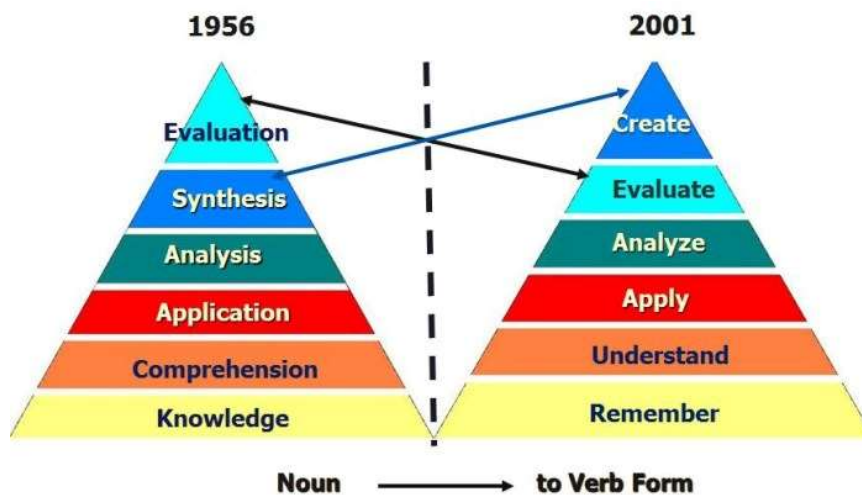 1956
Evaluation
Synthesis
Analysis
Application
Comprehension
Knowledge
2001
Create
Evaluate
Analyze
Apply
Understand
Remember
Noun to Verb Form